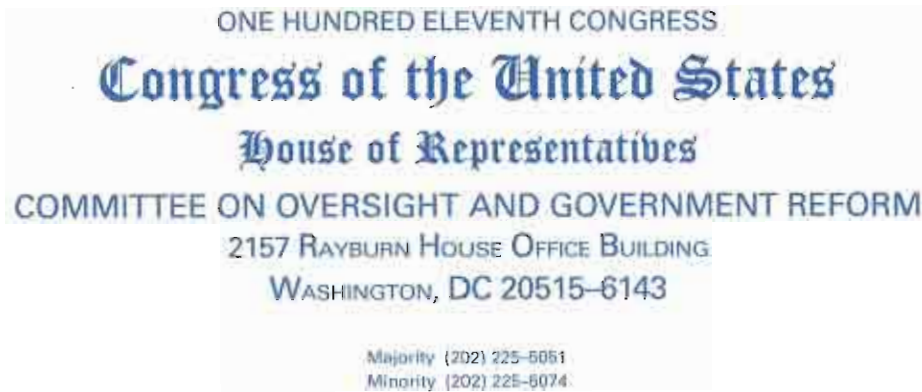 ONE HUNDRED ELEVENTH CONGRESS
Congress of the United States
House of Representatives
COMMITTEE ON OVERSIGHT AND GOVERNMENT REFORM
2157 RAYBURN HOUSE OFFICE BUILDING
WASHINGTON, DC 20515–6143
Majority (202) 225–5051
Minority (202) 225–5074